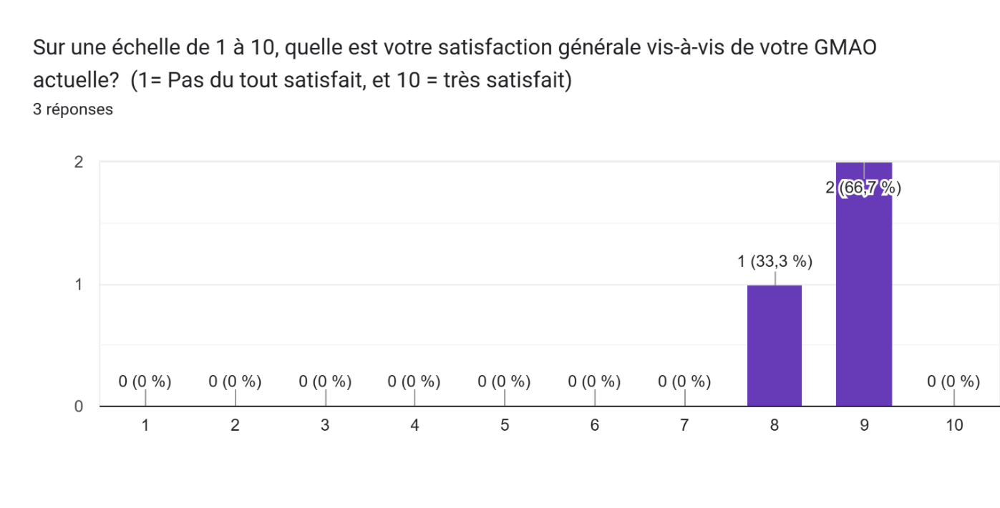 Sur une échelle de 1 à 10, quelle est votre satisfaction générale vis-à-vis de votre GMAO
actuelle?  (1= Pas du tout satisfait, et 10 = très satisfait)
3 réponses
2
2 (66,7 %)
1 (33,3 %)
1
0 (0 %) 0 (0 %) 0 (0 %) 0 (0 %) 0 (0 %) 0 (0 %) 0 (0 %) 0 (0 %)
0
1 2 3 4 5 6 7 8 9 10